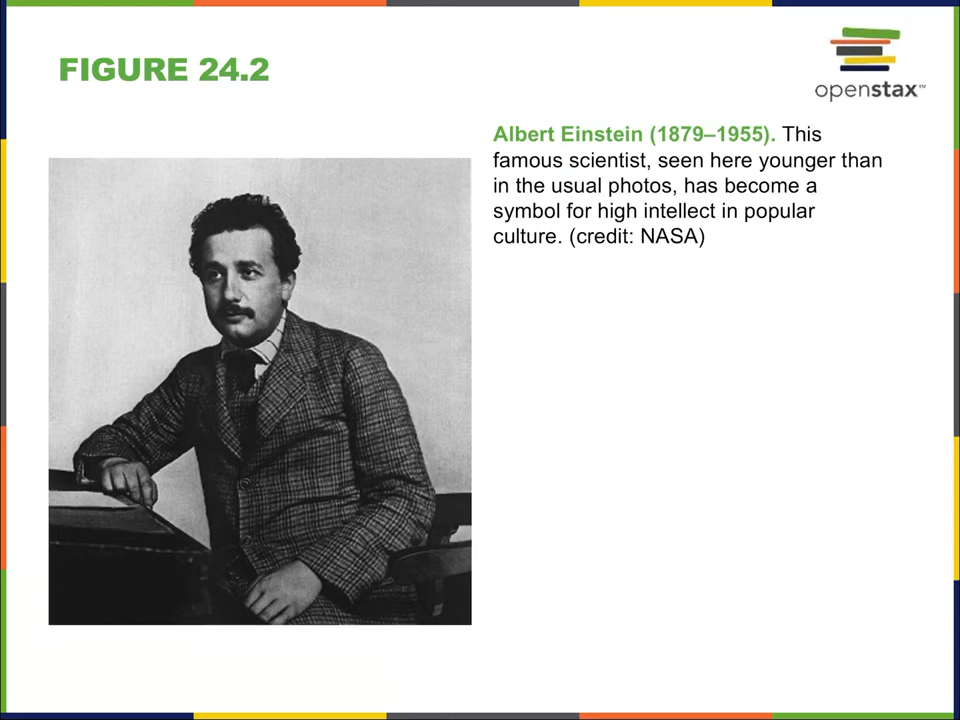 FIGURE 24.2
openstax™
Albert Einstein (1879–1955). This
famous scientist, seen here younger than
in the usual photos, has become a
symbol for high intellect in popular
culture. (credit: NASA)